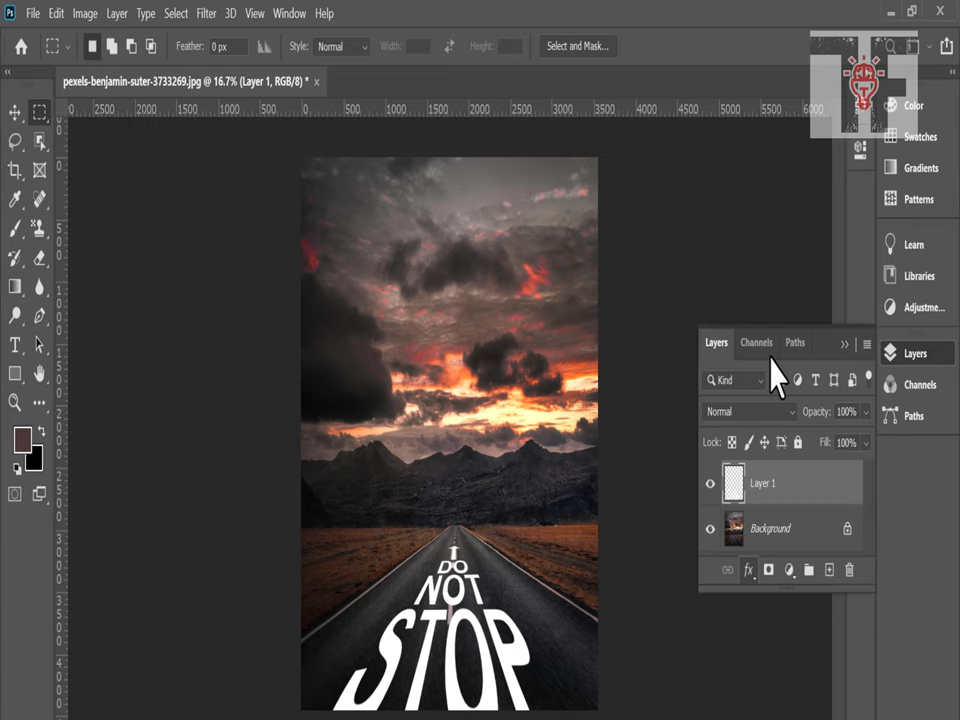 Ps File Edit Image Layer Type Select Filter 3D View Window Help
Feather: 0 px Style: Normal Width: Height: Select and Mask...
pexels-benjamin-suter-3733269.jpg @ 16.7% (Layer 1, RGB/8) * ×
2500 2000 1500 1000 500 0 500 1000 1500 2000 2500 3000 3500 4000 4500 5000 5500 6000
Color
Swatches
Gradients
Patterns
Learn
Libraries
Adjustme...
Layers Channels Paths
Layers
Kind
Channels
Normal Opacity: 100%
Paths
Lock: Fill: 100%
Layer 1
Background
fx
DO
NOT
STOP